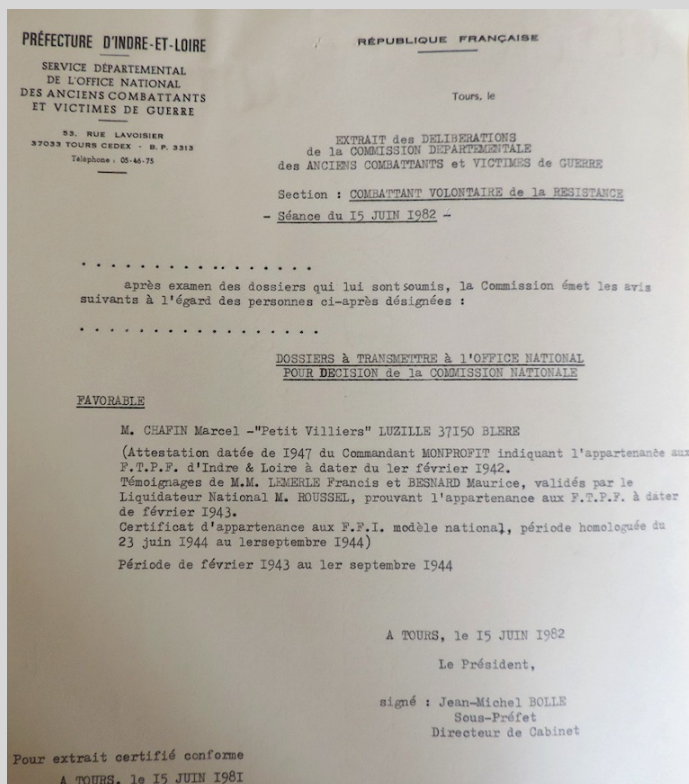 PRÉFECTURE D'INDRE-ET-LOIRE
SERVICE DÉPARTEMENTAL
DE L'OFFICE NATIONAL
DES ANCIENS COMBATTANTS
ET VICTIMES DE GUERRE
53, RUE LAVOISIER
37033 TOURS CEDEX - B. P. 3313
Téléphone : 05-46-75
RÉPUBLIQUE FRANÇAISE
Tours, le
EXTRAIT des DELIBERATIONS
de la COMMISSION DEPARTEMENTALE
des ANCIENS COMBATTANTS et VICTIMES de GUERRE
Section : COMBATTANT VOLONTAIRE de la RESISTANCE
- Séance du I5 JUIN I982 -
. . . . . . . . . . . . . . . . . .
après examen des dossiers qui lui sont soumis, la Commission émet les avis
suivants à l'égard des personnes ci-après désignées :
. . . . . . . . . . . . . . . . . .
DOSSIERS à TRANSMETTRE à l'OFFICE NATIONAL
POUR DECISION de la COMMISSION NATIONALE
FAVORABLE
M. CHAFIN Marcel -"Petit Villiers" LUZILLE 37I50 BLERE
(Attestation datée de I947 du Commandant MONPROFIT indiquant l'appartenance aux
F.T.P.F. d'Indre & Loire à dater du 1er février I942.
Témoignages de M.M. LEMERLE Francis et BESNARD Maurice, validés par le
Liquidateur National M. ROUSSEL, prouvant l'appartenance aux F.T.P.F. à dater
de février I943.
Certificat d'appartenance aux F.F.I. modèle national, période homologuée du
23 juin I944 au 1erseptembre I944)
Période de février I943 au 1er septembre I944
A TOURS, le I5 JUIN I982
Le Président,
signé : Jean-Michel BOLLE
Sous-Préfet
Directeur de Cabinet
Pour extrait certifié conforme
A TOURS, le I5 JUIN I98I